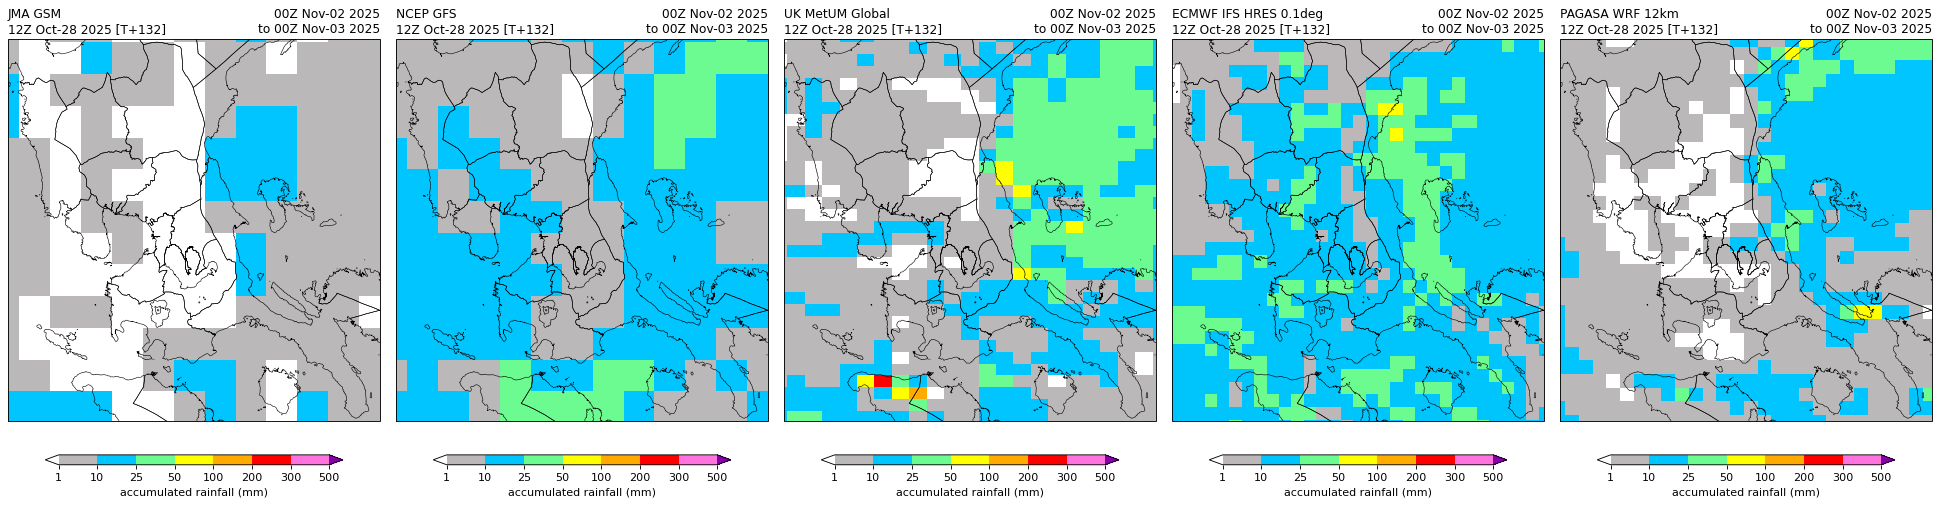 JMA GSM 00Z Nov-02 2025
12Z Oct-28 2025 [T+132] to 00Z Nov-03 2025
NCEP GFS 00Z Nov-02 2025
12Z Oct-28 2025 [T+132] to 00Z Nov-03 2025
UK MetUM Global 00Z Nov-02 2025
12Z Oct-28 2025 [T+132] to 00Z Nov-03 2025
ECMWF IFS HRES 0.1deg 00Z Nov-02 2025
12Z Oct-28 2025 [T+132] to 00Z Nov-03 2025
PAGASA WRF 12km 00Z Nov-02 2025
12Z Oct-28 2025 [T+132] to 00Z Nov-03 2025
1 10 25 50 100 200 300 500
accumulated rainfall (mm)
1 10 25 50 100 200 300 500
accumulated rainfall (mm)
1 10 25 50 100 200 300 500
accumulated rainfall (mm)
1 10 25 50 100 200 300 500
accumulated rainfall (mm)
1 10 25 50 100 200 300 500
accumulated rainfall (mm)